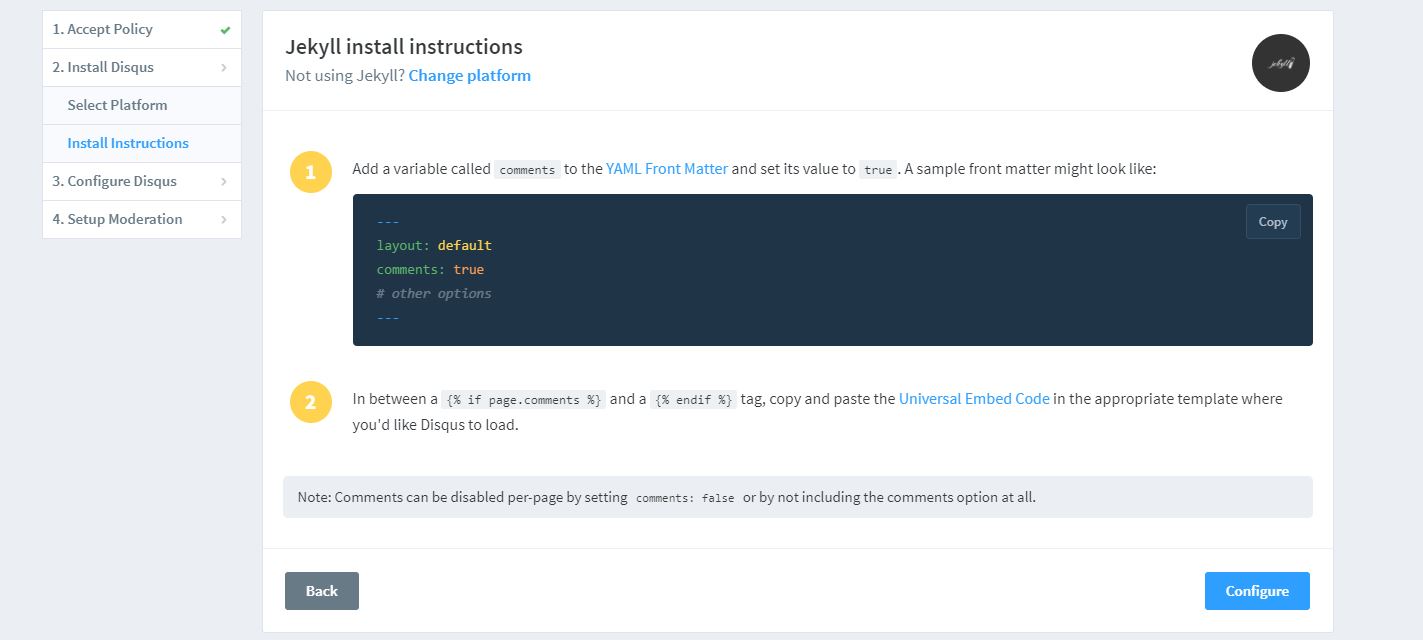 1. Accept Policy
2. Install Disqus
Select Platform
Install Instructions
3. Configure Disqus
4. Setup Moderation
Jekyll install instructions
Not using Jekyll? Change platform
jekyll
1
Add a variable called comments to the YAML Front Matter and set its value to true . A sample front matter might look like:
Copy
---
layout: default
comments: true
# other options
---
2
In between a {% if page.comments %} and a {% endif %} tag, copy and paste the Universal Embed Code in the appropriate template where
you'd like Disqus to load.
Note: Comments can be disabled per-page by setting comments: false or by not including the comments option at all.
Back
Configure